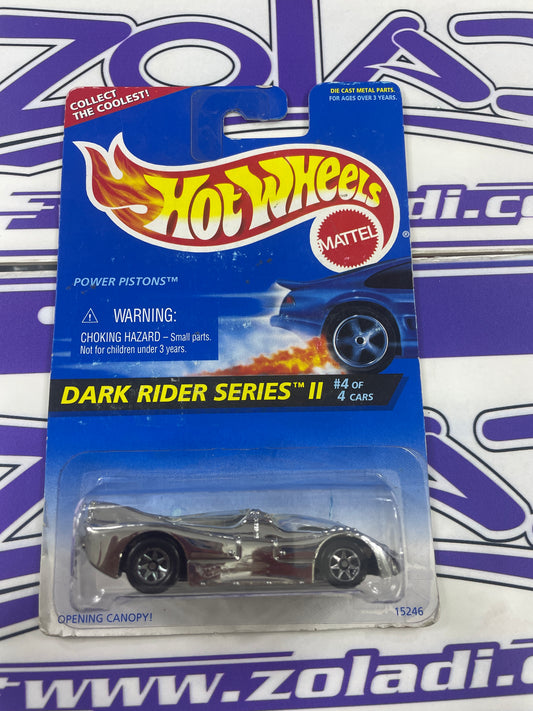 ZOLA
COLLECT
THE COOLEST!
DIE CAST METAL PARTS.
FOR AGES OVER 3 YEARS.
HOT WHEELS
®
MATTEL
ladi.c
POWER PISTONS™
⚠ WARNING:
CHOKING HAZARD – Small parts.
Not for children under 3 years.
DARK RIDER SERIES™ II
#4 OF
4 CARS
OPENING CANOPY!
15246
www.zoladi.c